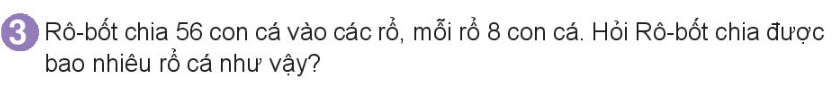 3 Rô-bốt chia 56 con cá vào các rổ, mỗi rổ 8 con cá. Hỏi Rô-bốt chia được
bao nhiêu rổ cá như vậy?